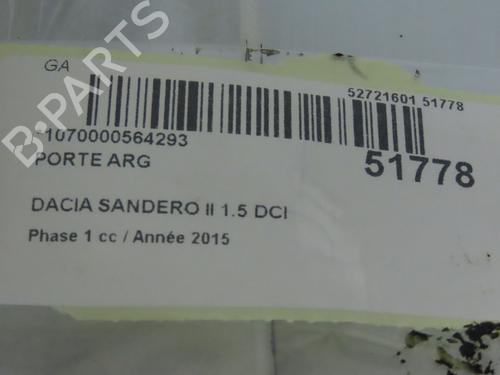 GA
52721601 51778
-1070000564293
51778
PORTE ARG
DACIA SANDERO II 1.5 DCI
Phase 1 cc / Année 2015
B-PARTS